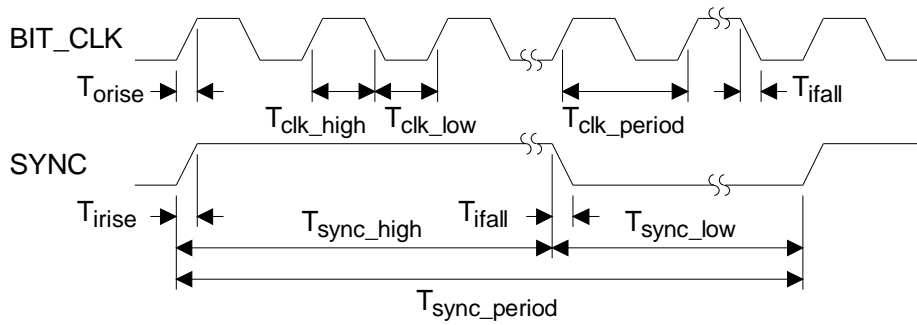 BIT_CLK
Torise
Tifall
Tclk_high
Tclk_low
Tclk_period
SYNC
Tirise
Tsync_high
Tifall
Tsync_low
Tsync_period